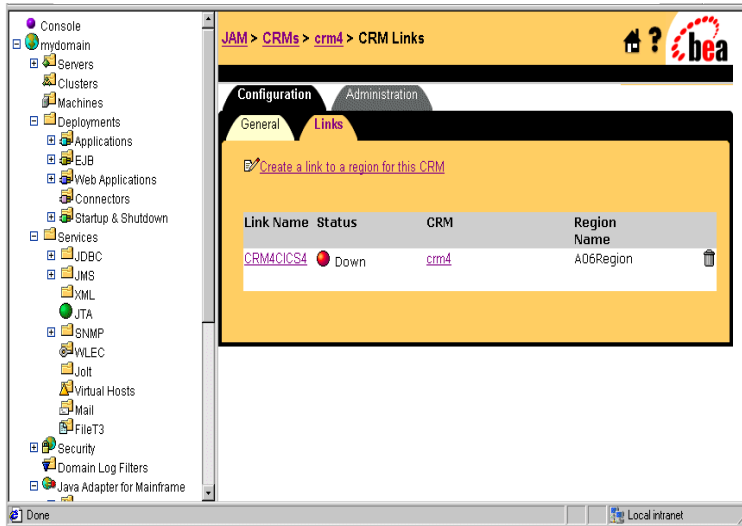 Console
mydomain
Servers
Clusters
Machines
Deployments
Applications
EJB
Web Applications
Connectors
Startup & Shutdown
Services
JDBC
JMS
XML
JTA
SNMP
WLEC
Jolt
Virtual Hosts
Mail
FileT3
Security
Domain Log Filters
Java Adapter for Mainframe
JAM > CRMs > crm4 > CRM Links
?
bea
Configuration Administration
General Links
Create a link to a region for this CRM
Link Name Status CRM Region
Name
CRM4CICS4 Down crm4 A06Region
Done Local intranet